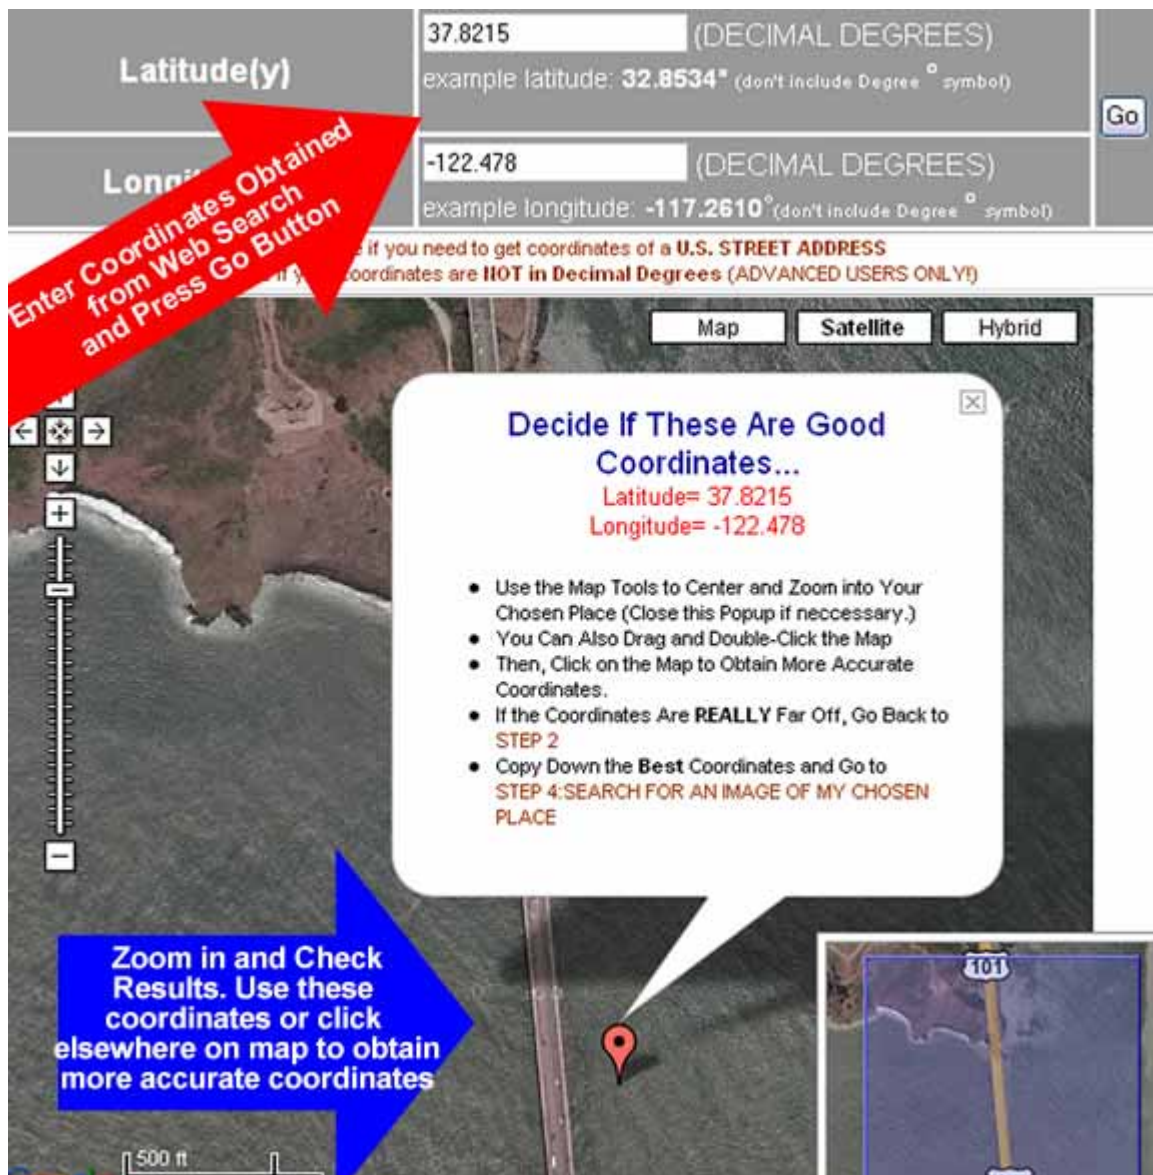 37.8215
(DECIMAL DEGREES)
Latitude(y)
example latitude: 32.8534° (don't include Degree ° symbol)
Go
-122.478
(DECIMAL DEGREES)
example longitude: -117.2610° (don't include Degree ° symbol)
Enter Coordinates Obtained
from Web Search
and Press Go Button
if you need to get coordinates of a U.S. STREET ADDRESS
coordinates are NOT in Decimal Degrees (ADVANCED USERS ONLY!)
Map
Satellite
Hybrid
Decide If These Are Good
Coordinates...
Latitude= 37.8215
Longitude= -122.478
● Use the Map Tools to Center and Zoom into Your
Chosen Place (Close this Popup if neccessary.)
● You Can Also Drag and Double-Click the Map
● Then, Click on the Map to Obtain More Accurate
Coordinates.
● If the Coordinates Are REALLY Far Off, Go Back to
STEP 2
● Copy Down the Best Coordinates and Go to
STEP 4:SEARCH FOR AN IMAGE OF MY CHOSEN
PLACE
Zoom in and Check
Results. Use these
coordinates or click
elsewhere on map to obtain
more accurate coordinates
101
500 ft